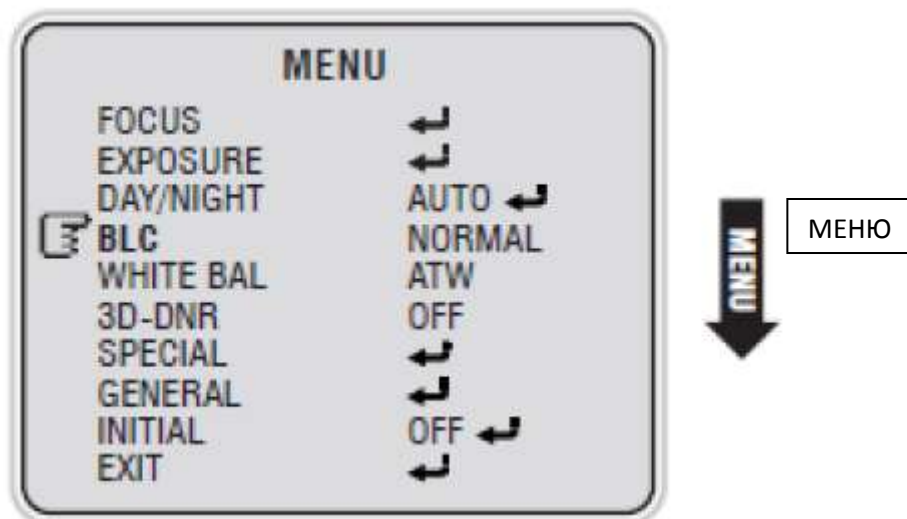 MENU
FOCUS ↵
EXPOSURE ↵
DAY/NIGHT AUTO ↵
BLC NORMAL
WHITE BAL ATW
3D-DNR OFF
SPECIAL ↵
GENERAL ↵
INITIAL OFF ↵
EXIT ↵
MENU
МЕНЮ